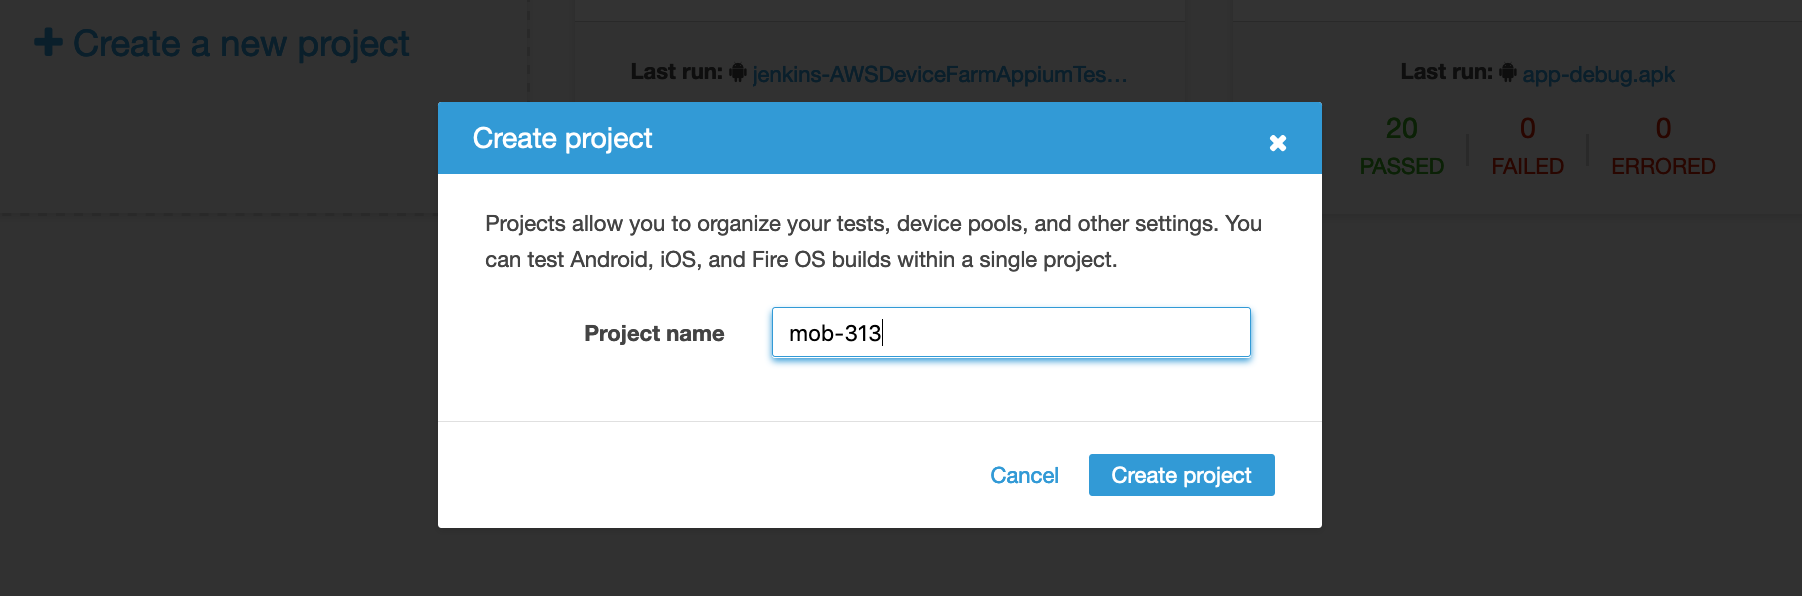 Create a new project
Last run: jenkins-AWSDeviceFarmAppiumTes...
Last run: app-debug.apk
20
PASSED
0
FAILED
0
ERRORED
Create project
Projects allow you to organize your tests, device pools, and other settings. You
can test Android, iOS, and Fire OS builds within a single project.
Project name
mob-313
Cancel
Create project